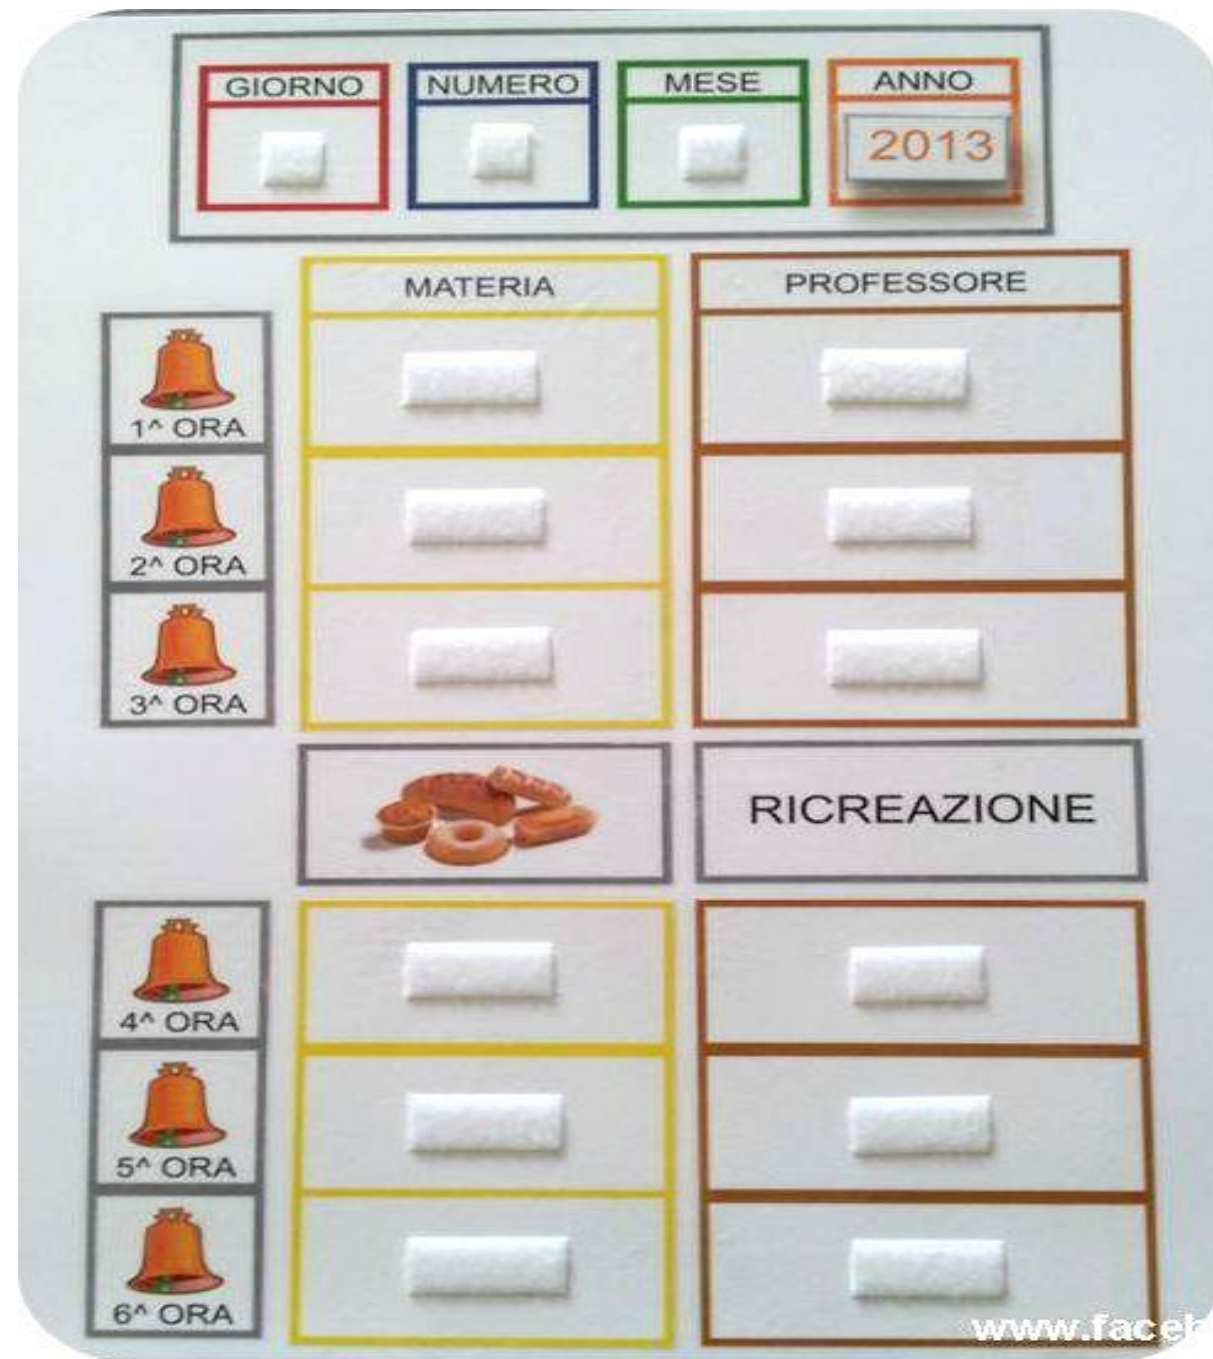 GIORNO NUMERO MESE ANNO
2013
MATERIA PROFESSORE
1^ ORA
2^ ORA
3^ ORA
RICREAZIONE
4^ ORA
5^ ORA
6^ ORA